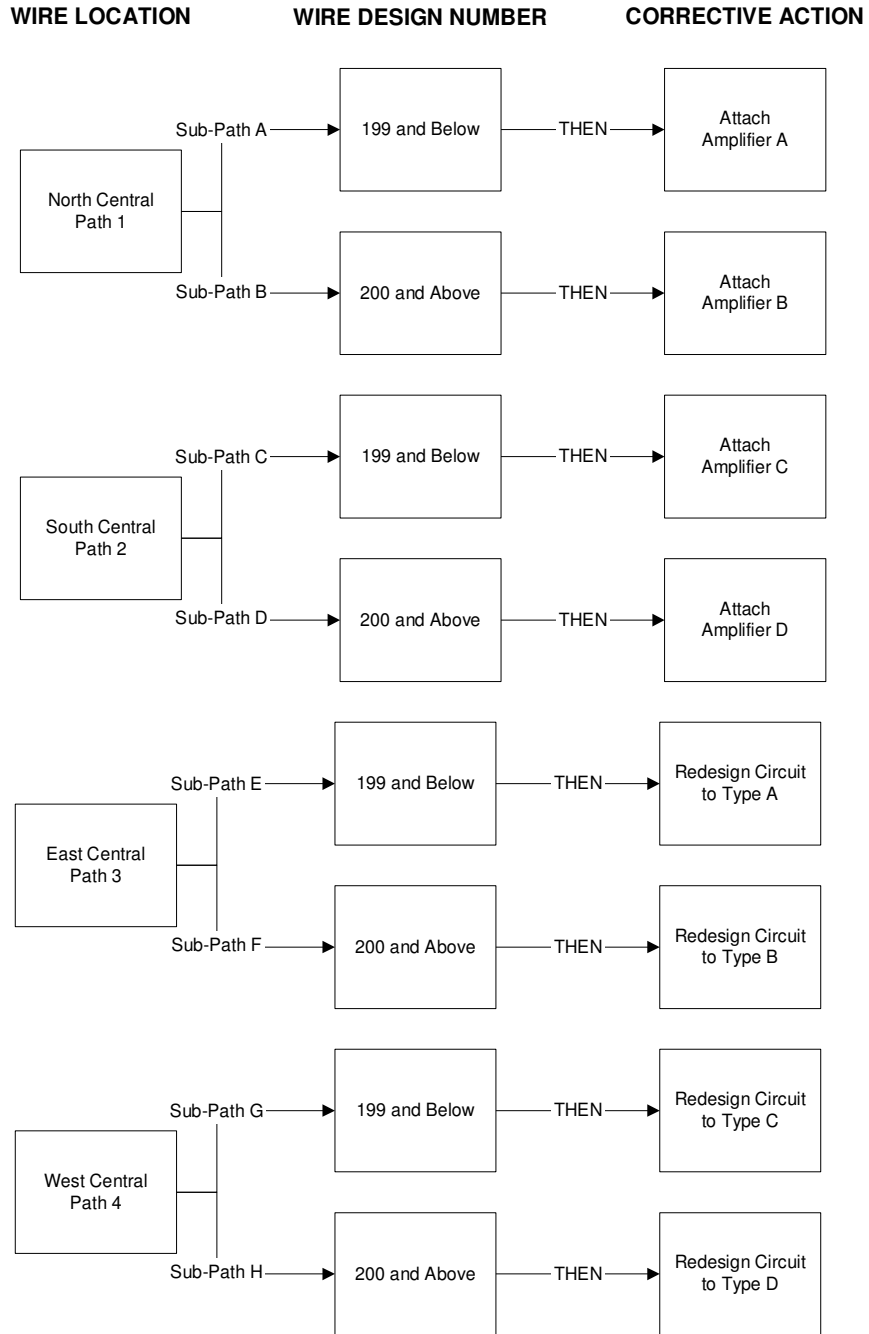 WIRE LOCATION
WIRE DESIGN NUMBER
CORRECTIVE ACTION
North Central
Path 1
Sub-Path A
199 and Below
THEN
Attach
Amplifier A
Sub-Path B
200 and Above
THEN
Attach
Amplifier B
South Central
Path 2
Sub-Path C
199 and Below
THEN
Attach
Amplifier C
Sub-Path D
200 and Above
THEN
Attach
Amplifier D
East Central
Path 3
Sub-Path E
199 and Below
THEN
Redesign Circuit
to Type A
Sub-Path F
200 and Above
THEN
Redesign Circuit
to Type B
West Central
Path 4
Sub-Path G
199 and Below
THEN
Redesign Circuit
to Type C
Sub-Path H
200 and Above
THEN
Redesign Circuit
to Type D